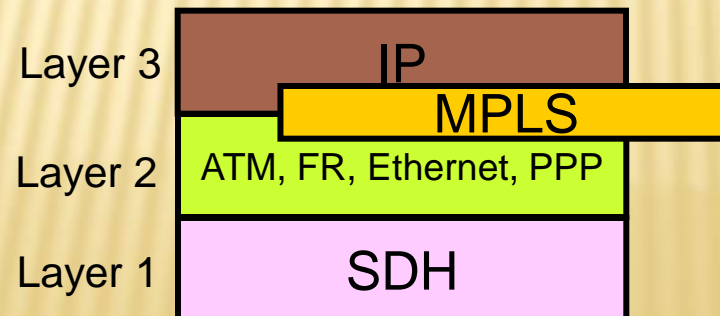 Layer 3
IP
MPLS
Layer 2
ATM, FR, Ethernet, PPP
Layer 1
SDH